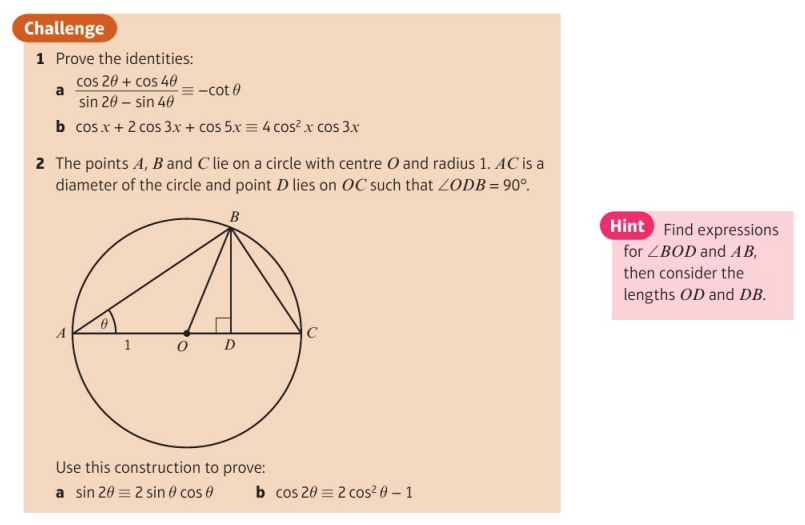 Challenge
1 Prove the identities:
a (cos 2θ + cos 4θ)/(sin 2θ – sin 4θ) ≡ –cot θ
b cos x + 2 cos 3x + cos 5x ≡ 4 cos² x cos 3x
2 The points A, B and C lie on a circle with centre O and radius 1. AC is a
diameter of the circle and point D lies on OC such that ∠ODB = 90°.
B
θ
A
1
O
D
C
Hint Find expressions
for ∠BOD and AB,
then consider the
lengths OD and DB.
Use this construction to prove:
a sin 2θ ≡ 2 sin θ cos θ b cos 2θ ≡ 2 cos² θ – 1